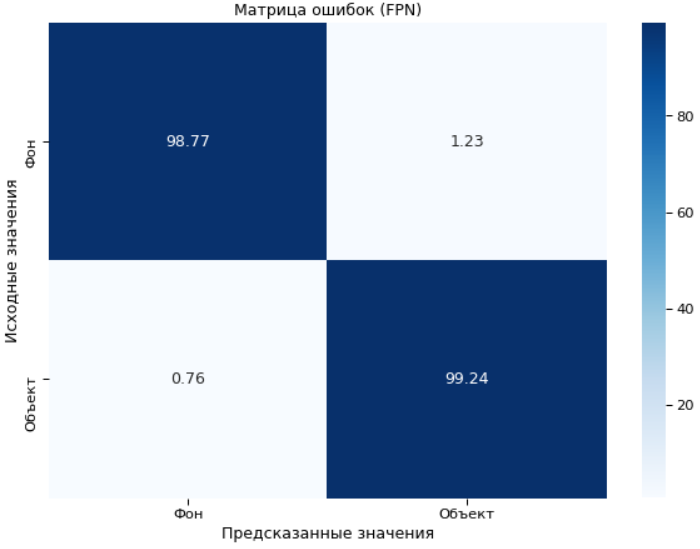 Матрица ошибок (FPN)
Исходные значения
Фон
98.77
1.23
Объект
0.76
99.24
Фон
Объект
Предсказанные значения
80
60
40
20